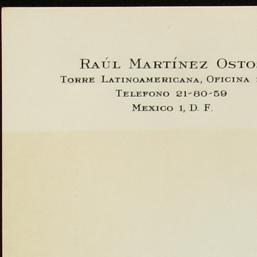 RAÚL MARTÍNEZ OSTO
TORRE LATINOAMERICANA, OFICINA
TELEFONO 21-80-59
MEXICO 1, D. F.